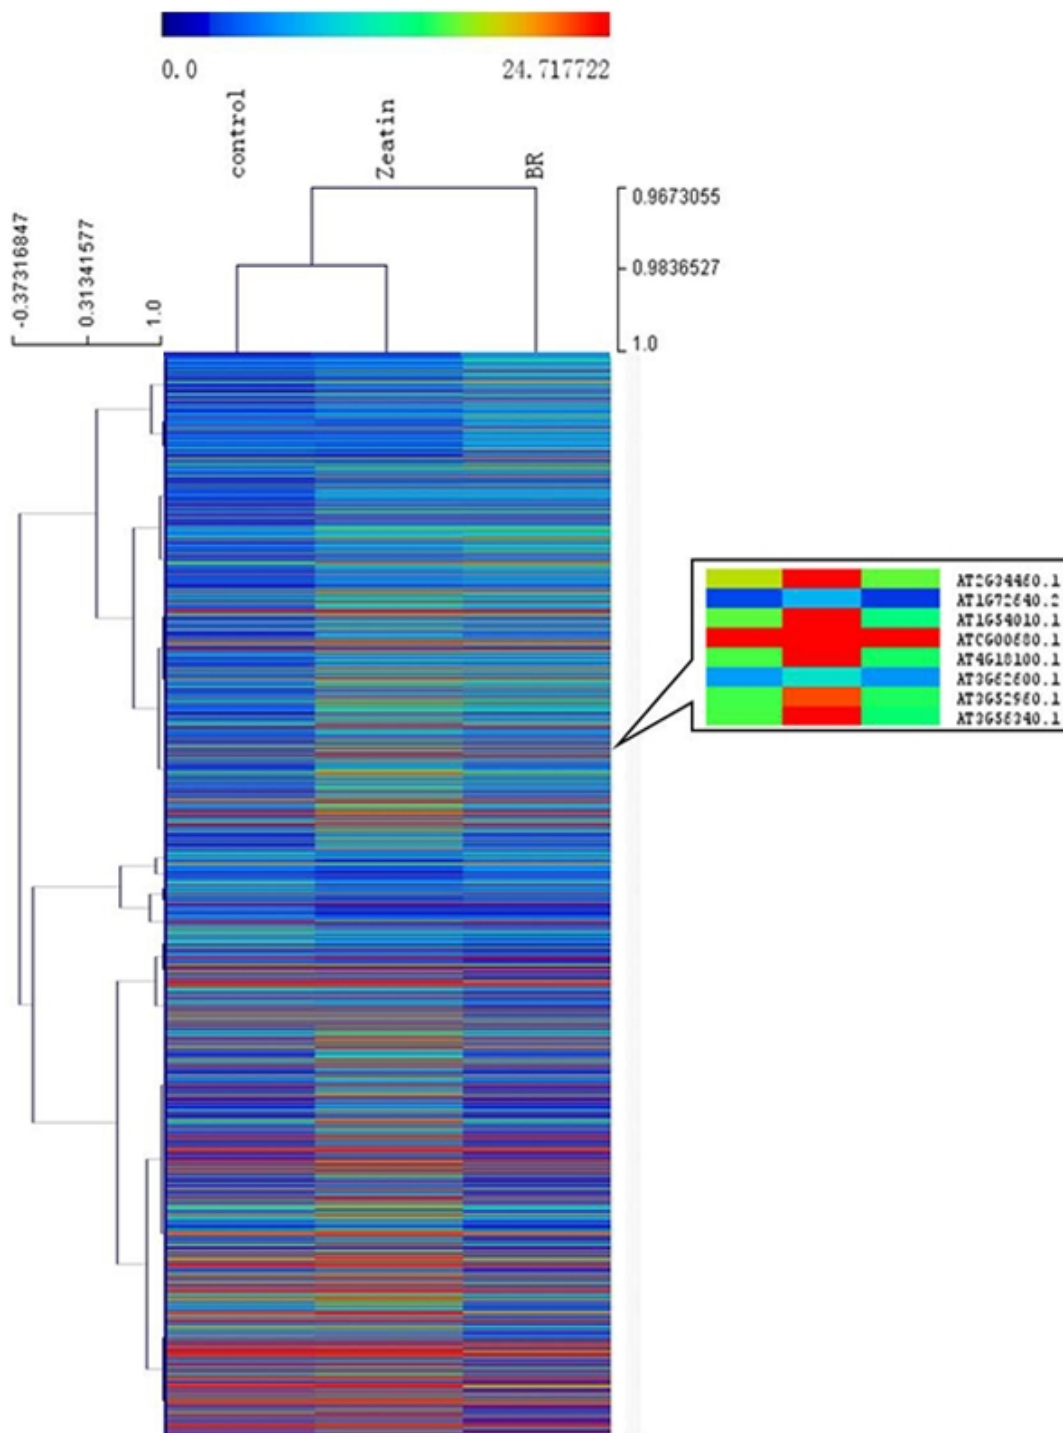 0.0
24.717722
control
Zeatin
BR
0.9673055
0.9836527
1.0
-0.37316847
0.31341577
1.0
AT2G34460.1
AT1G72640.2
AT1G54010.1
ATCG00680.1
AT4G18100.1
AT3G62600.1
AT3G52960.1
AT3G56340.1